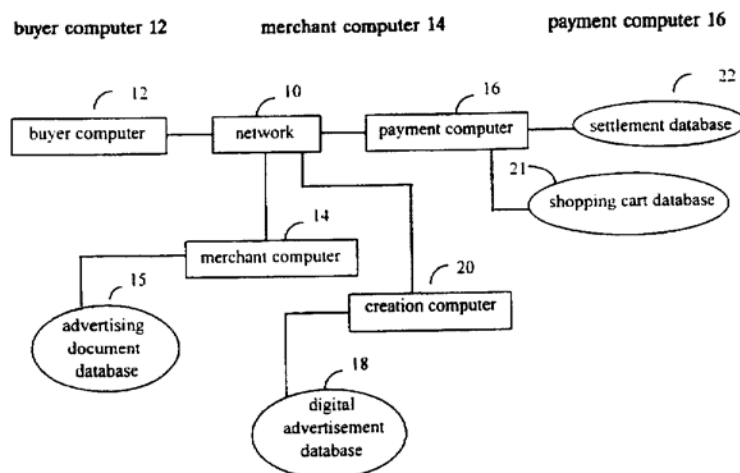 buyer computer 12 merchant computer 14 payment computer 16
12 10 16 22
buyer computer network payment computer settlement database
21
shopping cart database
14
merchant computer
15 20
creation computer
advertising
document
database
18
digital
advertisement
database